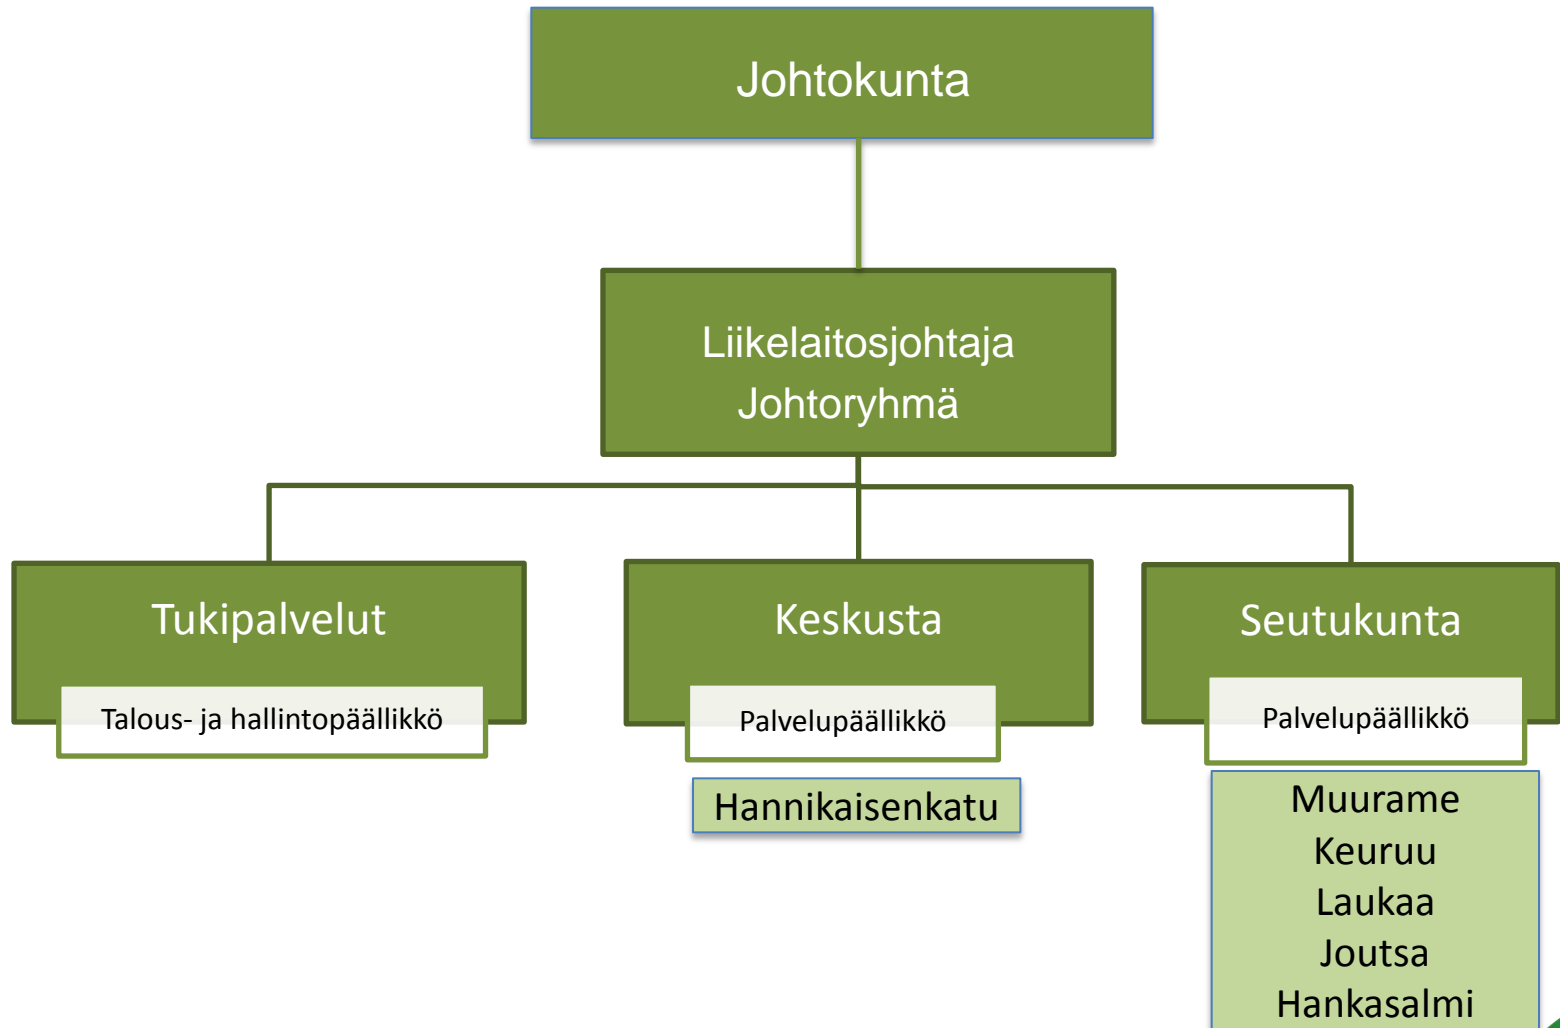 Johtokunta
Liikelaitosjohtaja
Johtoryhmä
Tukipalvelut
Talous- ja hallintopäällikkö
Keskusta
Palvelupäällikkö
Hannikaisenkatu
Seutukunta
Palvelupäällikkö
Muurame
Keuruu
Laukaa
Joutsa
Hankasalmi